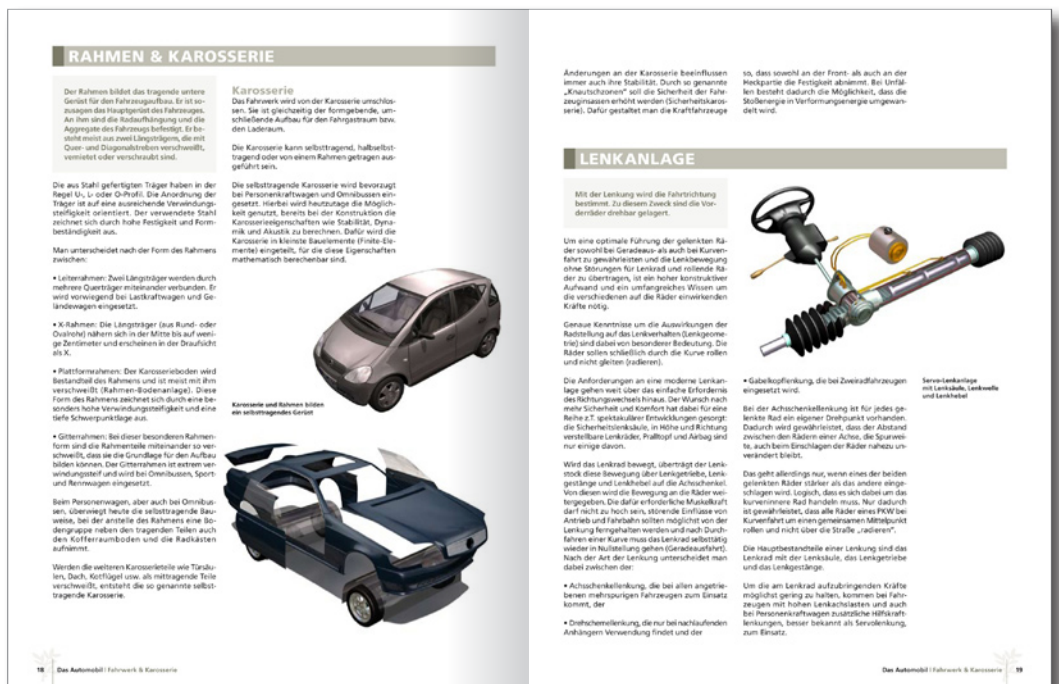 RAHMEN & KAROSSERIE
Der Rahmen bildet das tragende untere
Gerüst für den Fahrzeugaufbau. Er ist so-
zusagen das Hauptgerüst des Fahrzeuges.
An ihm sind die Radaufhängung und die
Aggregate des Fahrzeugs befestigt. Er be-
steht meist aus zwei Längsträgern, die mit
Quer- und Diagonalstreben verschweißt,
vernietet oder verschraubt sind.
Die aus Stahl gefertigten Träger haben in der
Regel U-, L- oder O-Profil. Die Anordnung der
Träger ist auf eine ausreichende Verwindungs-
steifigkeit orientiert. Der verwendete Stahl
zeichnet sich durch hohe Festigkeit und Form-
beständigkeit aus.
Man unterscheidet nach der Form des Rahmens
zwischen:
• Leiterrahmen: Zwei Längsträger werden durch
mehrere Querträger miteinander verbunden. Er
wird vorwiegend bei Lastkraftwagen und Ge-
ländewagen eingesetzt.
• X-Rahmen: Die Längsträger (aus Rund- oder
Ovalrohr) nähern sich in der Mitte bis auf weni-
ge Zentimeter und erscheinen in der Draufsicht
als X.
• Plattformrahmen: Der Karosserieboden wird
Bestandteil des Rahmens und ist meist mit ihm
verschweißt (Rahmen-Bodenanlage). Diese
Form des Rahmens zeichnet sich durch eine be-
sonders hohe Verwindungssteifigkeit und eine
tiefe Schwerpunktlage aus.
• Gitterrahmen: Bei dieser besonderen Rahmen-
form sind die Rahmenteile miteinander so ver-
schweißt, dass sie die Grundlage für den Aufbau
bilden können. Der Gitterrahmen ist extrem ver-
windungssteif und wird bei Omnibussen, Sport-
und Rennwagen eingesetzt.
Beim Personenwagen, aber auch bei Omnibus-
sen, überwiegt heute die selbsttragende Bau-
weise, bei der anstelle des Rahmens eine Bo-
dengruppe neben den tragenden Teilen auch
den Kofferraumboden und die Radkästen
aufnimmt.
Werden die weiteren Karosserieteile wie Türsäu-
len, Dach, Kotflügel usw. als mittragende Teile
verschweißt, entsteht die so genannte selbst-
tragende Karosserie.
Karosserie
Das Fahrwerk wird von der Karosserie umschlos-
sen. Sie ist gleichzeitig der formgebende, um-
schließende Aufbau für den Fahrgastraum bzw.
den Laderaum.
Die Karosserie kann selbsttragend, halbselbst-
tragend oder von einem Rahmen getragen aus-
geführt sein.
Die selbsttragende Karosserie wird bevorzugt
bei Personenkraftwagen und Omnibussen ein-
gesetzt. Hierbei wird heutzutage die Möglich-
keit genutzt, bereits bei der Konstruktion die
Karosserieeigenschaften wie Stabilität, Dyna-
mik und Akustik zu berechnen. Dafür wird die
Karosserie in kleinste Bauelemente (Finite-Ele-
mente) eingeteilt, für die diese Eigenschaften
mathematisch berechenbar sind.
Karosserie und Rahmen bilden
ein selbsttragendes Gerüst
18 Das Automobil | Fahrwerk & Karosserie
Änderungen an der Karosserie beeinflussen
immer auch ihre Stabilität. Durch so genannte
„Knautschzonen“ soll die Sicherheit der Fahr-
zeuginsassen erhöht werden (Sicherheitskaros-
serie). Dafür gestaltet man die Kraftfahrzeuge
so, dass sowohl an der Front- als auch an der
Heckpartie die Festigkeit abnimmt. Bei Unfäl-
len besteht dadurch die Möglichkeit, dass die
Stoßenergie in Verformungsenergie umgewan-
delt wird.
LENKANLAGE
Mit der Lenkung wird die Fahrtrichtung
bestimmt. Zu diesem Zweck sind die Vor-
derräder drehbar gelagert.
Um eine optimale Führung der gelenkten Rä-
der sowohl bei Geradeaus- als auch bei Kurven-
fahrt zu gewährleisten und die Lenkbewegung
ohne Störungen für Lenkrad und rollende Rä-
der zu übertragen, ist ein hoher konstruktiver
Aufwand und ein umfangreiches Wissen um
die verschiedenen auf die Räder einwirkenden
Kräfte nötig.
Genaue Kenntnisse um die Auswirkungen der
Radstellung auf das Lenkverhalten (Lenkgeome-
trie) sind dabei von besonderer Bedeutung. Die
Räder sollen schließlich durch die Kurve rollen
und nicht gleiten (radieren).
Die Anforderungen an eine moderne Lenkan-
lage gehen weit über das einfache Erfordernis
des Richtungswechsels hinaus. Der Wunsch nach
mehr Sicherheit und Komfort hat dabei für eine
Reihe z.T. spektakulärer Entwicklungen gesorgt:
die Sicherheitslenksäule, in Höhe und Richtung
verstellbare Lenkräder, Pralltopf und Airbag sind
nur einige davon.
Wird das Lenkrad bewegt, überträgt der Lenk-
stock diese Bewegung über Lenkgetriebe, Lenk-
gestänge und Lenkhebel auf die Achsschenkel.
Von diesen wird die Bewegung an die Räder wei-
tergegeben. Die dafür erforderliche Muskelkraft
darf nicht zu hoch sein, störende Einflüsse von
Antrieb und Fahrbahn sollten möglichst von der
Lenkung ferngehalten werden und nach Durch-
fahren einer Kurve muss das Lenkrad selbsttätig
wieder in Nullstellung gehen (Geradeausfahrt).
Nach der Art der Lenkung unterscheidet man
dabei zwischen der:
• Achsschenkellenkung, die bei allen angetrie-
benen mehrspurigen Fahrzeugen zum Einsatz
kommt, der
• Drehschemellenkung, die nur bei nachlaufenden
Anhängern Verwendung findet und der
• Gabelkopflenkung, die bei Zweiradfahrzeugen
eingesetzt wird.
Bei der Achsschenkellenkung ist für jedes ge-
lenkte Rad ein eigener Drehpunkt vorhanden.
Dadurch wird gewährleistet, dass der Abstand
zwischen den Rädern einer Achse, die Spurwei-
te, auch beim Einschlagen der Räder nahezu un-
verändert bleibt.
Das geht allerdings nur, wenn eines der beiden
gelenkten Räder stärker als das andere einge-
schlagen wird. Logisch, dass es sich dabei um das
kurveninnere Rad handeln muss. Nur dadurch
ist gewährleistet, dass alle Räder eines PKW bei
Kurvenfahrt um einen gemeinsamen Mittelpunkt
rollen und nicht über die Straße „radieren“.
Die Hauptbestandteile einer Lenkung sind das
Lenkrad mit der Lenksäule, das Lenkgetriebe
und das Lenkgestänge.
Um die am Lenkrad aufzubringenden Kräfte
möglichst gering zu halten, kommen bei Fahr-
zeugen mit hohen Lenkachslasten und auch
bei Personenkraftwagen zusätzliche Hilfskraft-
lenkungen, besser bekannt als Servolenkung,
zum Einsatz.
Servo-Lenkanlage
mit Lenksäule, Lenkwelle
und Lenkhebel
Das Automobil | Fahrwerk & Karosserie 19